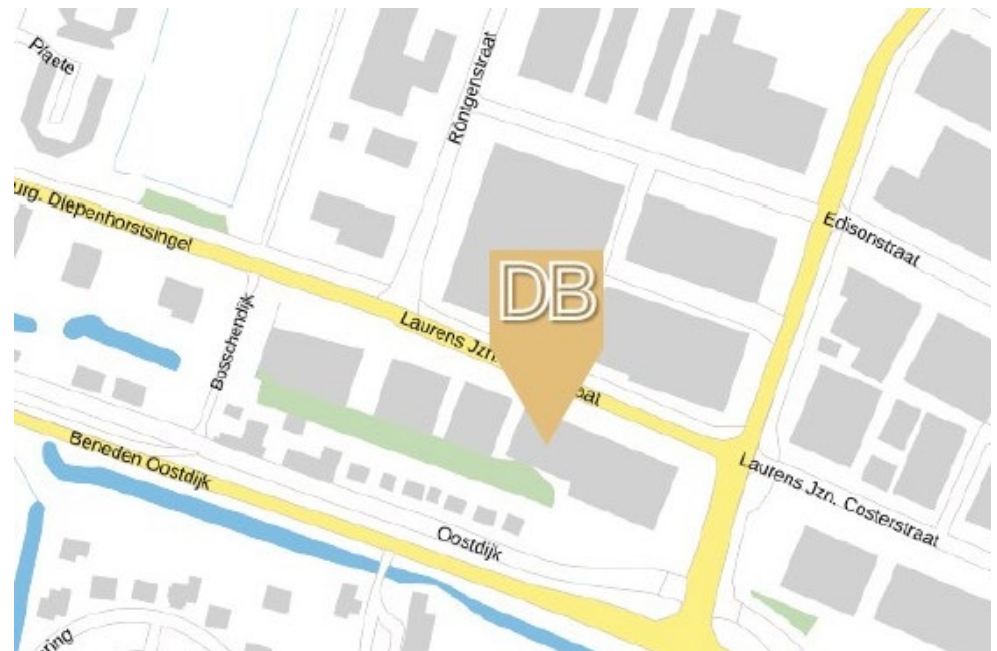 Plaete
Röntgenstraat
urg. Diepenhorstsingel
Edisonstraat
DB
Bosschendijk
Laurens Jzn.
aat
Beneden Oostdijk
Laurens Jzn. Costerstraat
Oostdijk
ring